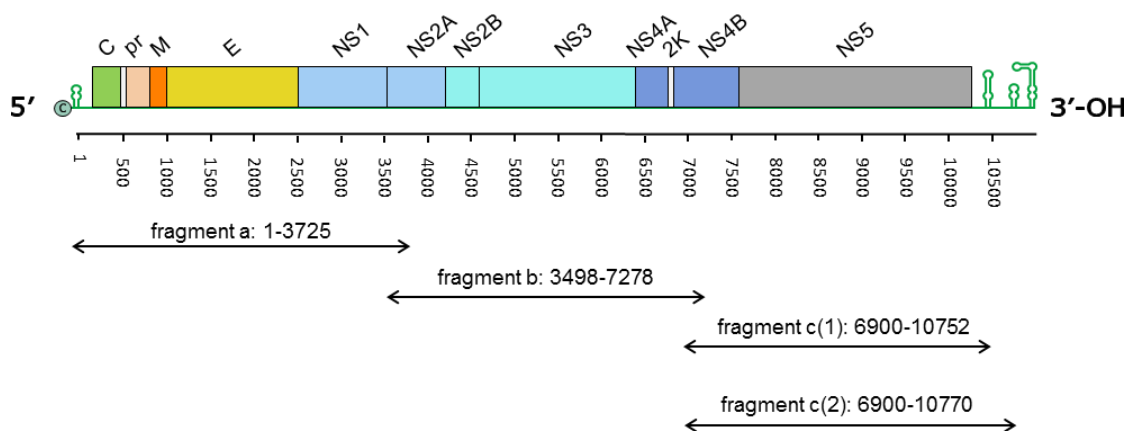 C pr M E NS1 NS2A NS2B NS3 NS4A 2K NS4B NS5
5′ C 3′-OH
1 500 1000 1500 2000 2500 3000 3500 4000 4500 5000 5500 6000 6500 7000 7500 8000 8500 9000 9500 10000 10500
fragment a: 1-3725
fragment b: 3498-7278
fragment c(1): 6900-10752
fragment c(2): 6900-10770